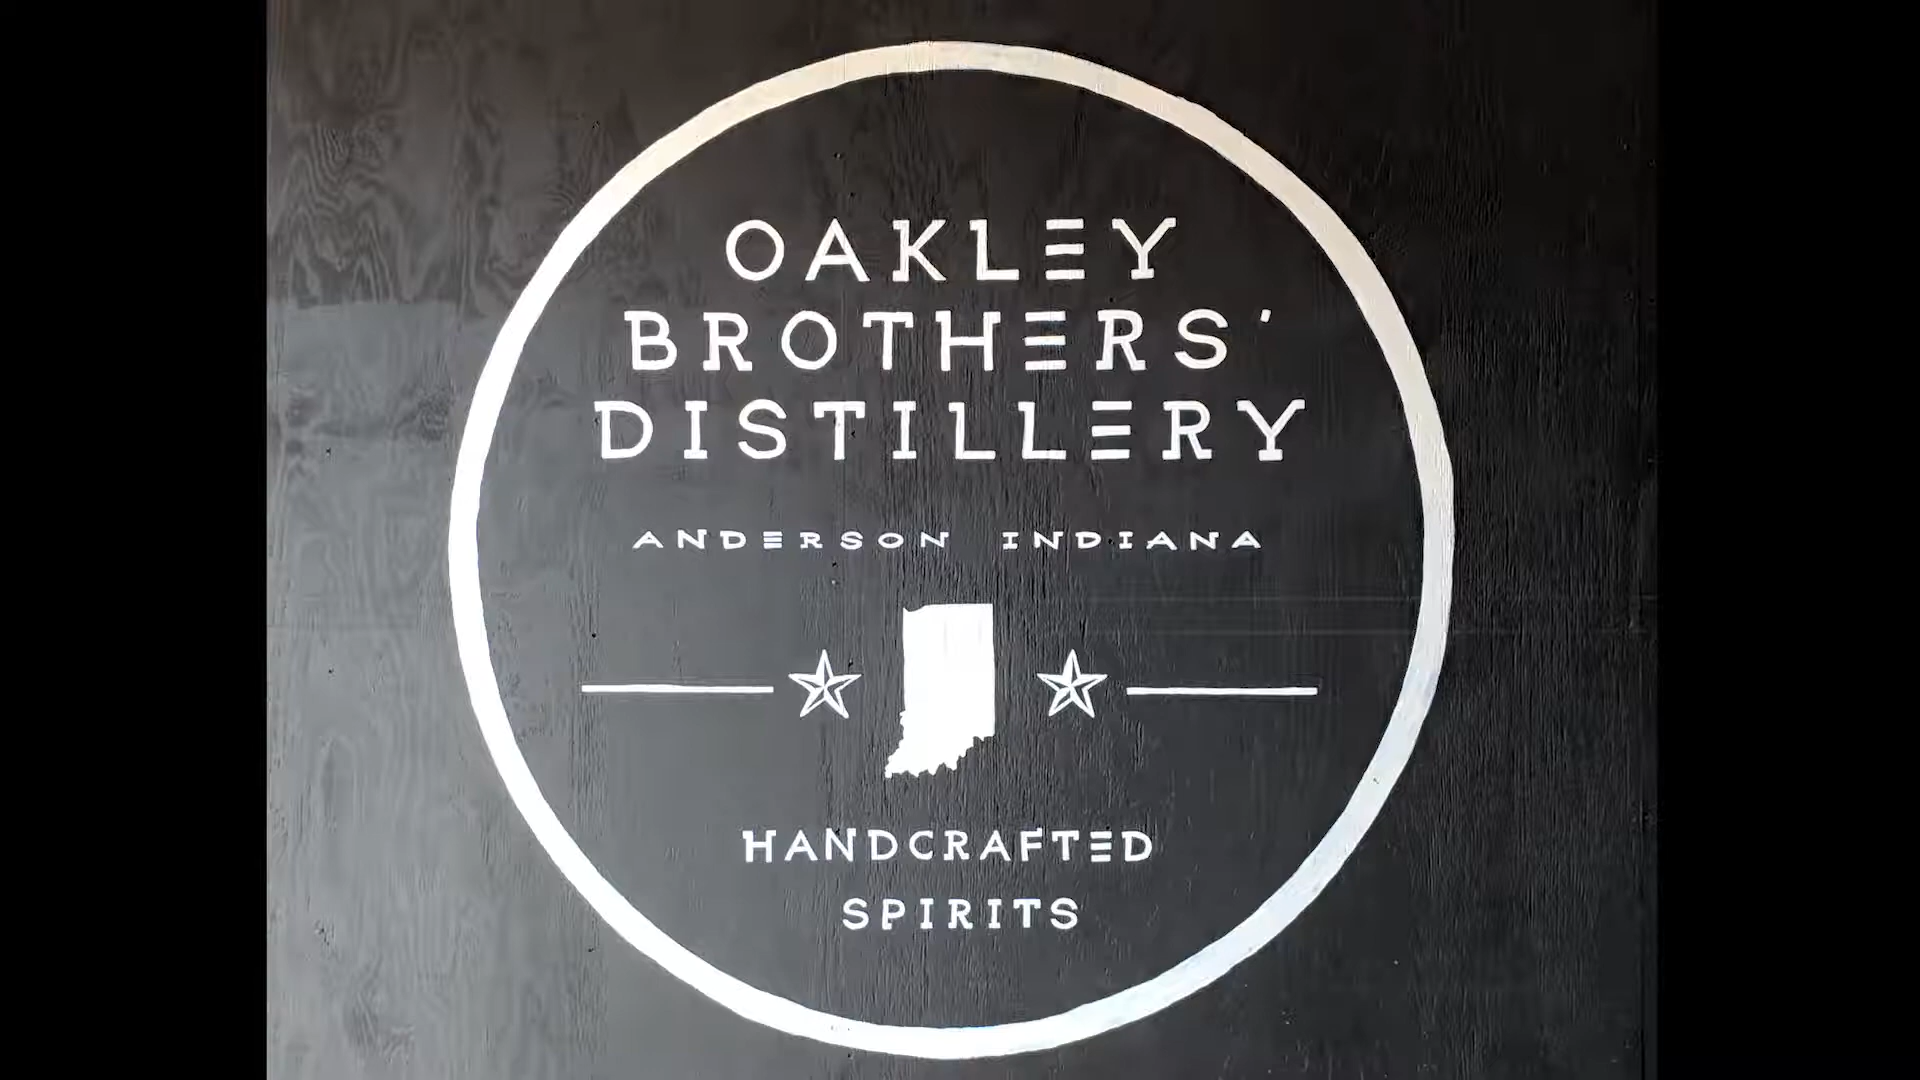 OAKLEY
BROTHERS'
DISTILLERY
ANDERSON INDIANA
HANDCRAFTED
SPIRITS